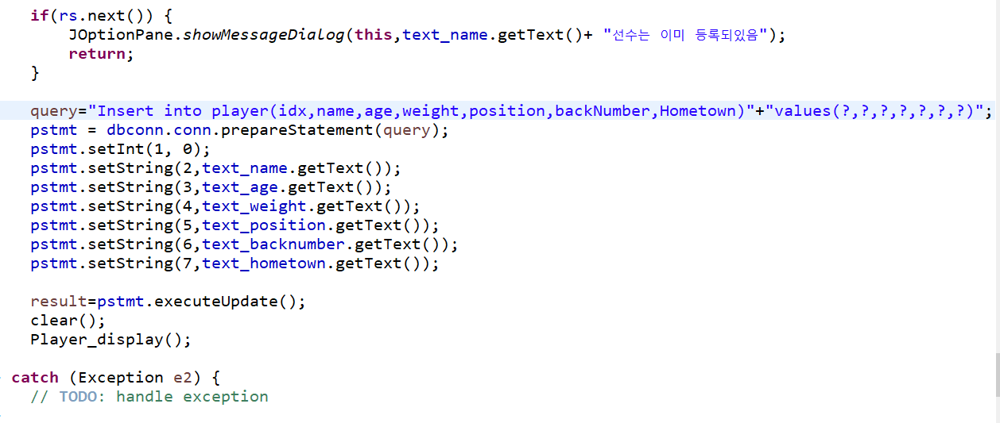 if(rs.next()) {
JOptionPane.showMessageDialog(this,text_name.getText()+ "선수는 이미 등록되있음");
return;
}
query="Insert into player(idx,name,age,weight,position,backNumber,Hometown)"+"values(?,?,?,?,?,?,?)";
pstmt = dbconn.conn.prepareStatement(query);
pstmt.setInt(1, 0);
pstmt.setString(2,text_name.getText());
pstmt.setString(3,text_age.getText());
pstmt.setString(4,text_weight.getText());
pstmt.setString(5,text_position.getText());
pstmt.setString(6,text_backnumber.getText());
pstmt.setString(7,text_hometown.getText());
result=pstmt.executeUpdate();
clear();
Player_display();
catch (Exception e2) {
// TODO: handle exception